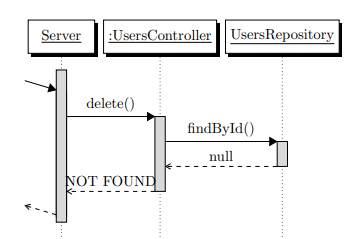 Server
:UsersController
UsersRepository
delete()
findById()
null
NOT FOUND